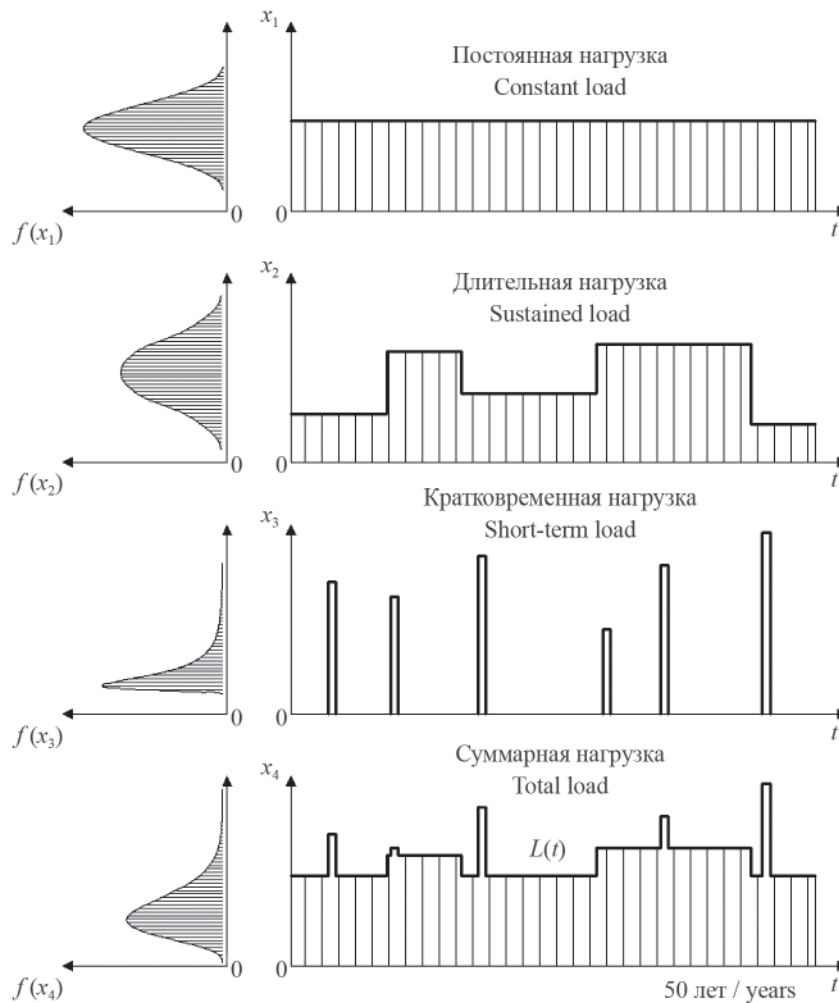 x₁
Постоянная нагрузка
Constant load
f (x₁)
0
0
t
x₂
Длительная нагрузка
Sustained load
f (x₂)
0
0
t
Кратковременная нагрузка
x₃
Short-term load
f (x₃)
0
0
t
Суммарная нагрузка
x₄
Total load
L(t)
0
0
f (x₄)
50 лет / years
t